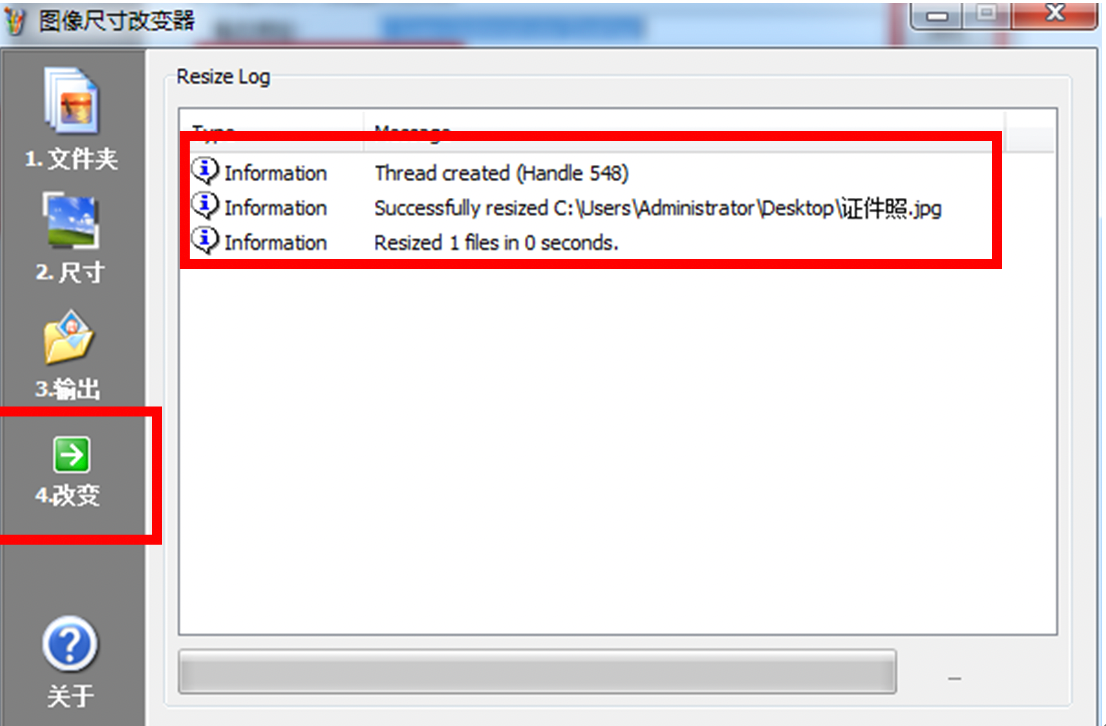 图像尺寸改变器
1.文件夹
2.尺寸
3.输出
4.改变
关于
Resize Log
Type Message
Information Thread created (Handle 548)
Information Successfully resized C:\Users\Administrator\Desktop\证件照.jpg
Information Resized 1 files in 0 seconds.